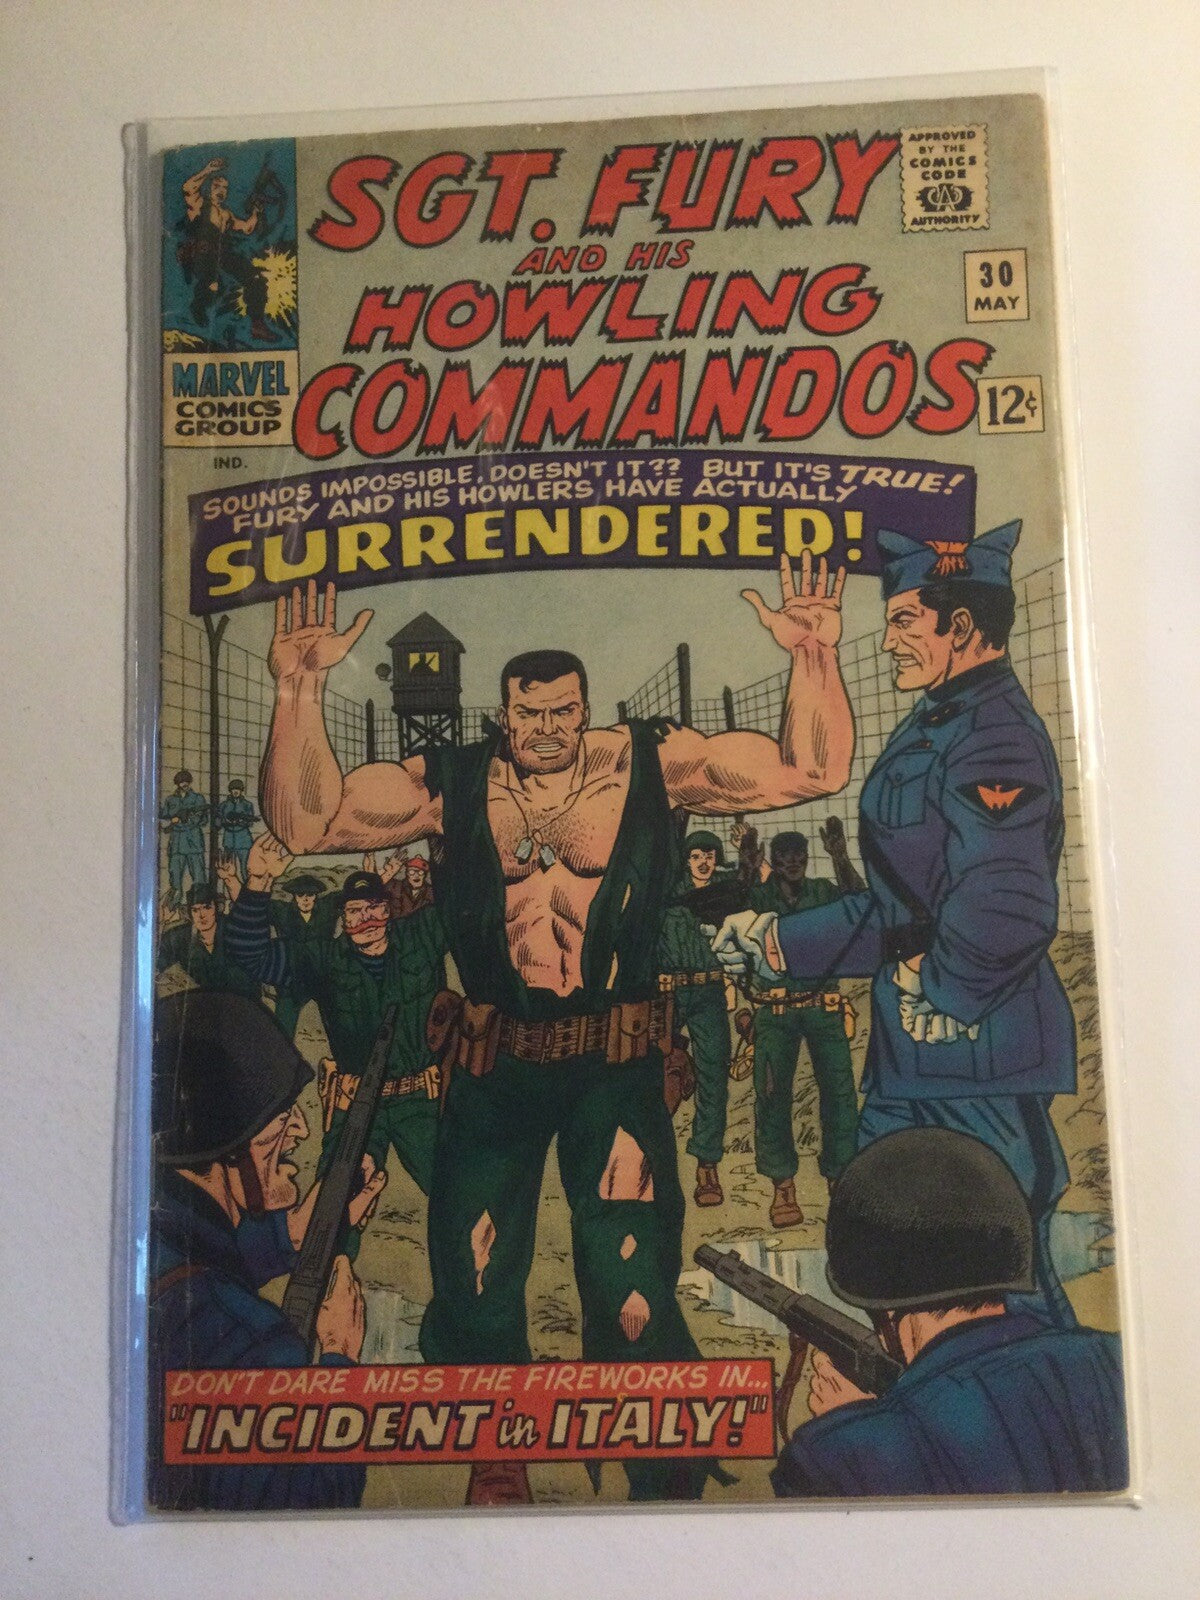 SGT. FURY
AND HIS
HOWLING
COMMANDOS
APPROVED
BY THE
COMICS
CODE
CA
AUTHORITY
30
MAY
12¢
MARVEL
COMICS
GROUP
IND.
SOUNDS IMPOSSIBLE, DOESN'T IT?? BUT IT'S TRUE!
FURY AND HIS HOWLERS HAVE ACTUALLY
SURRENDERED!
DON'T DARE MISS THE FIREWORKS IN...
"INCIDENT in ITALY!"